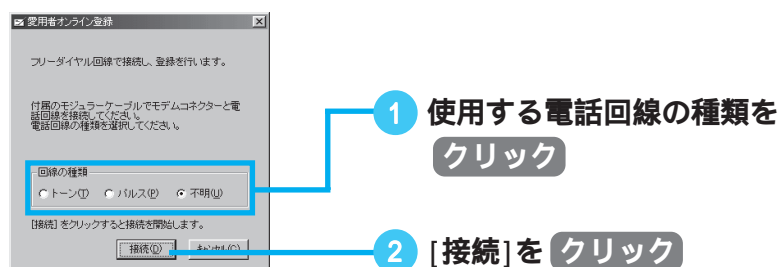 愛用者オンライン登録
フリーダイヤル回線で接続し、登録を行います。
付属のモジュラーケーブルでモデムコネクターと電
話回線を接続してください。
電話回線の種類を選択してください。
回線の種類
トーン(T) パルス(P) 不明(U)
[接続] をクリックすると接続を開始します。
接続(D) キャンセル(C)
1 使用する電話回線の種類を
クリック
2 [接続]を クリック